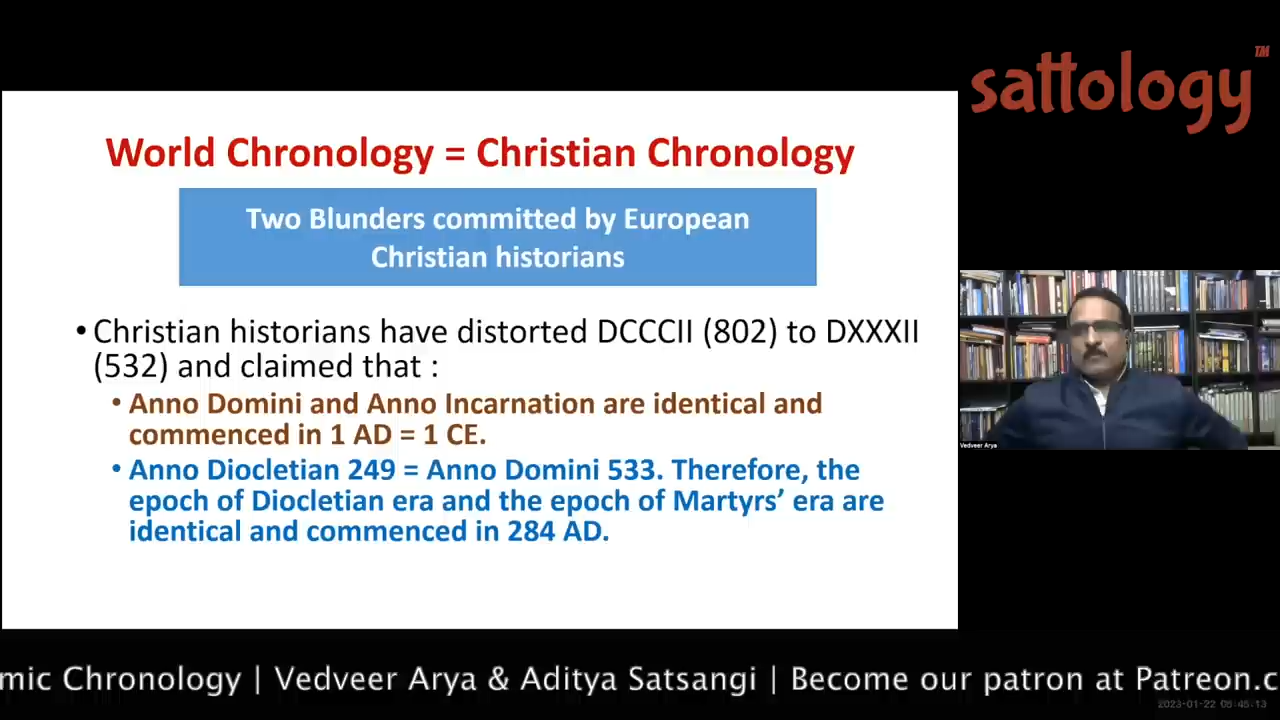 sattology™
World Chronology = Christian Chronology
Two Blunders committed by European
Christian historians
• Christian historians have distorted DCCCII (802) to DXXXII
(532) and claimed that :
• Anno Domini and Anno Incarnation are identical and
commenced in 1 AD = 1 CE.
• Anno Diocletian 249 = Anno Domini 533. Therefore, the
epoch of Diocletian era and the epoch of Martyrs’ era are
identical and commenced in 284 AD.
Vedveer Arya
mic Chronology | Vedveer Arya & Aditya Satsangi | Become our patron at Patreon.c